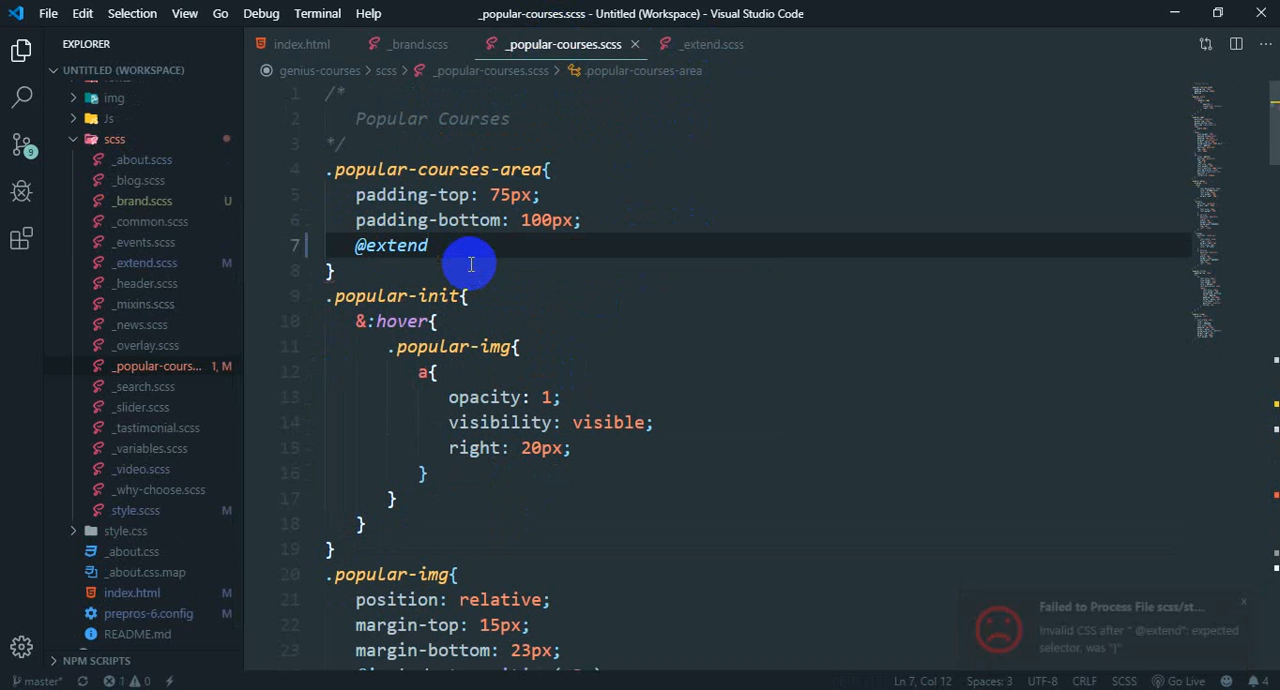 File Edit Selection View Go Debug Terminal Help
_popular-courses.scss - Untitled (Workspace) - Visual Studio Code
EXPLORER
index.html
_brand.scss
_popular-courses.scss
_extend.scss
UNTITLED (WORKSPACE)
genius-courses > scss > _popular-courses.scss > .popular-courses-area
img
Js
scss
_about.scss
_blog.scss
_brand.scss U
_common.scss
_events.scss
_extend.scss M
_header.scss
_mixins.scss
_news.scss
_overlay.scss
_popular-cours... 1, M
_search.scss
_slider.scss
_tastimonial.scss
_variables.scss
_video.scss
_why-choose.scss
style.scss M
style.css
_about.css
_about.css.map
index.html M
prepros-6.config M
README.md
NPM SCRIPTS
9
1 /*
2 Popular Courses
3 */
4 .popular-courses-area{
5 padding-top: 75px;
6 padding-bottom: 100px;
7 @extend
8 }
9 .popular-init{
10 &:hover{
11 .popular-img{
12 a{
13 opacity: 1;
14 visibility: visible;
15 right: 20px;
16 }
17 }
18 }
19 }
20 .popular-img{
21 position: relative;
22 margin-top: 15px;
23 margin-bottom: 23px;
Failed to Process File scss/st...
Invalid CSS after " @extend": expected
selector, was "}"
master* 1 0
Ln 7, Col 12 Spaces: 3 UTF-8 CRLF SCSS Go Live 4